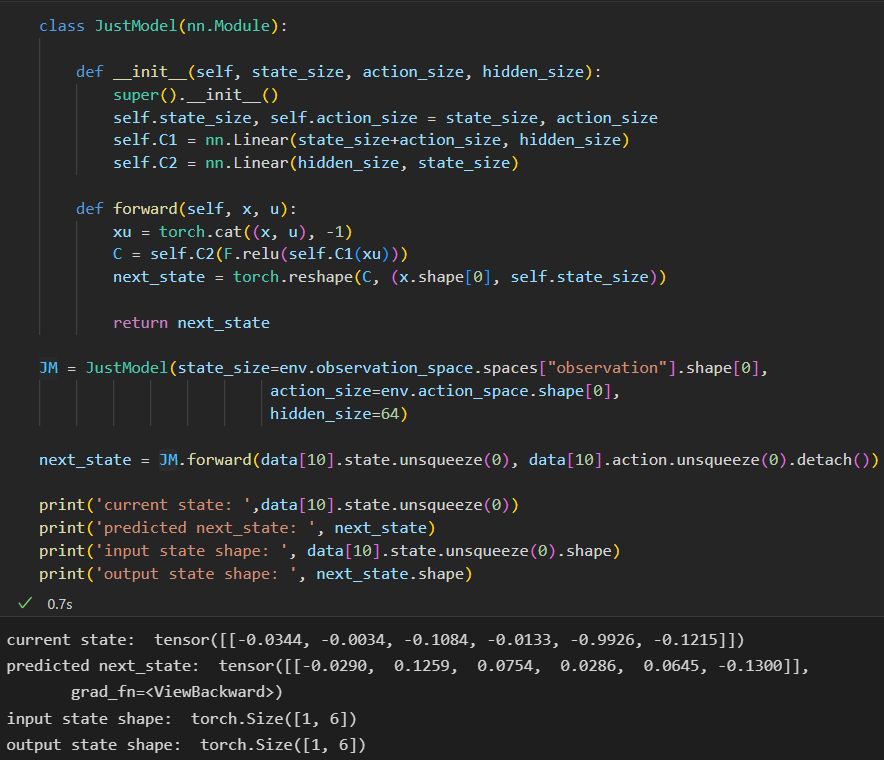 class JustModel(nn.Module):
def __init__(self, state_size, action_size, hidden_size):
super().__init__()
self.state_size, self.action_size = state_size, action_size
self.C1 = nn.Linear(state_size+action_size, hidden_size)
self.C2 = nn.Linear(hidden_size, state_size)
def forward(self, x, u):
xu = torch.cat((x, u), -1)
C = self.C2(F.relu(self.C1(xu)))
next_state = torch.reshape(C, (x.shape[0], self.state_size))
return next_state
JM = JustModel(state_size=env.observation_space.spaces["observation"].shape[0],
action_size=env.action_space.shape[0],
hidden_size=64)
next_state = JM.forward(data[10].state.unsqueeze(0), data[10].action.unsqueeze(0).detach())
print('current state: ',data[10].state.unsqueeze(0))
print('predicted next_state: ', next_state)
print('input state shape: ', data[10].state.unsqueeze(0).shape)
print('output state shape: ', next_state.shape)
✓ 0.7s
current state:  tensor([[-0.0344, -0.0034, -0.1084, -0.0133, -0.9926, -0.1215]])
predicted next_state:  tensor([[-0.0290,  0.1259,  0.0754,  0.0286,  0.0645, -0.1300]],
grad_fn=<ViewBackward>)
input state shape:  torch.Size([1, 6])
output state shape:  torch.Size([1, 6])